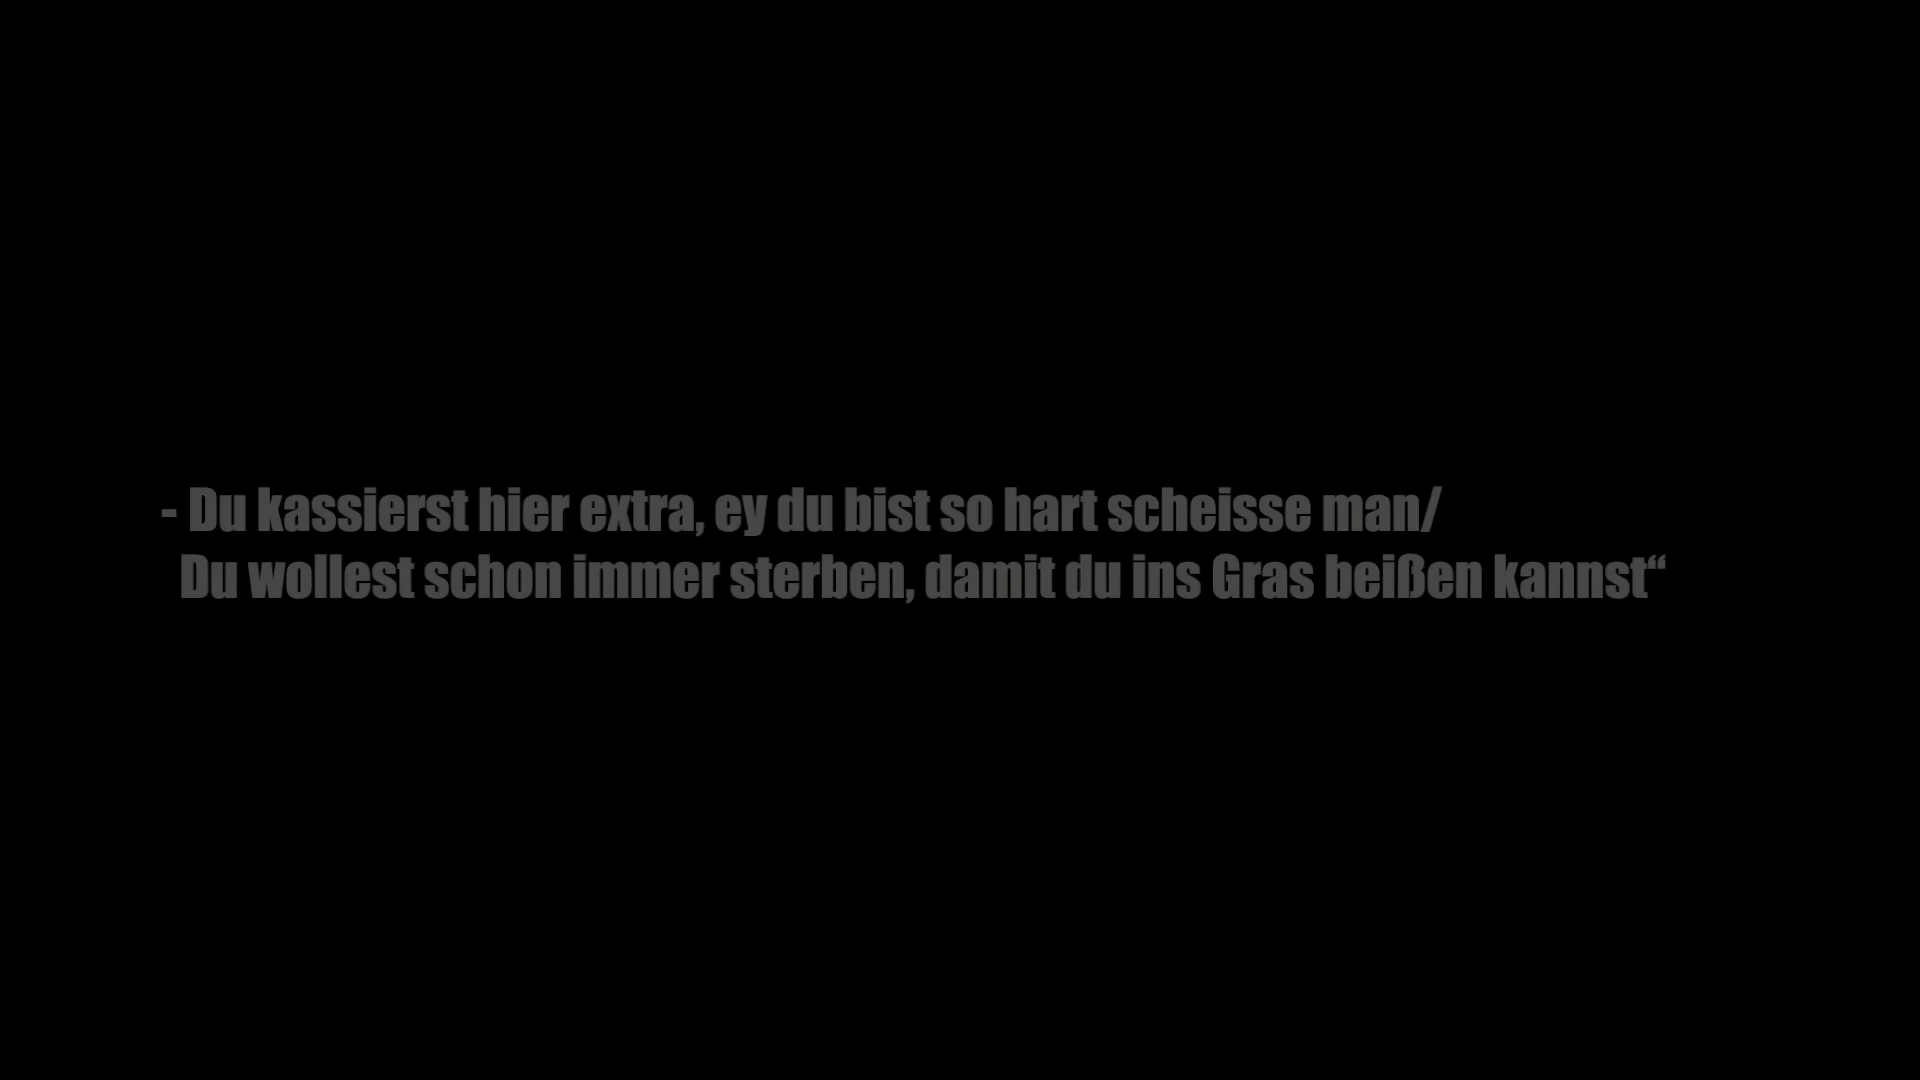 - Du kassierst hier extra, ey du bist so hart scheisse man/
Du wollest schon immer sterben, damit du ins Gras beißen kannst“